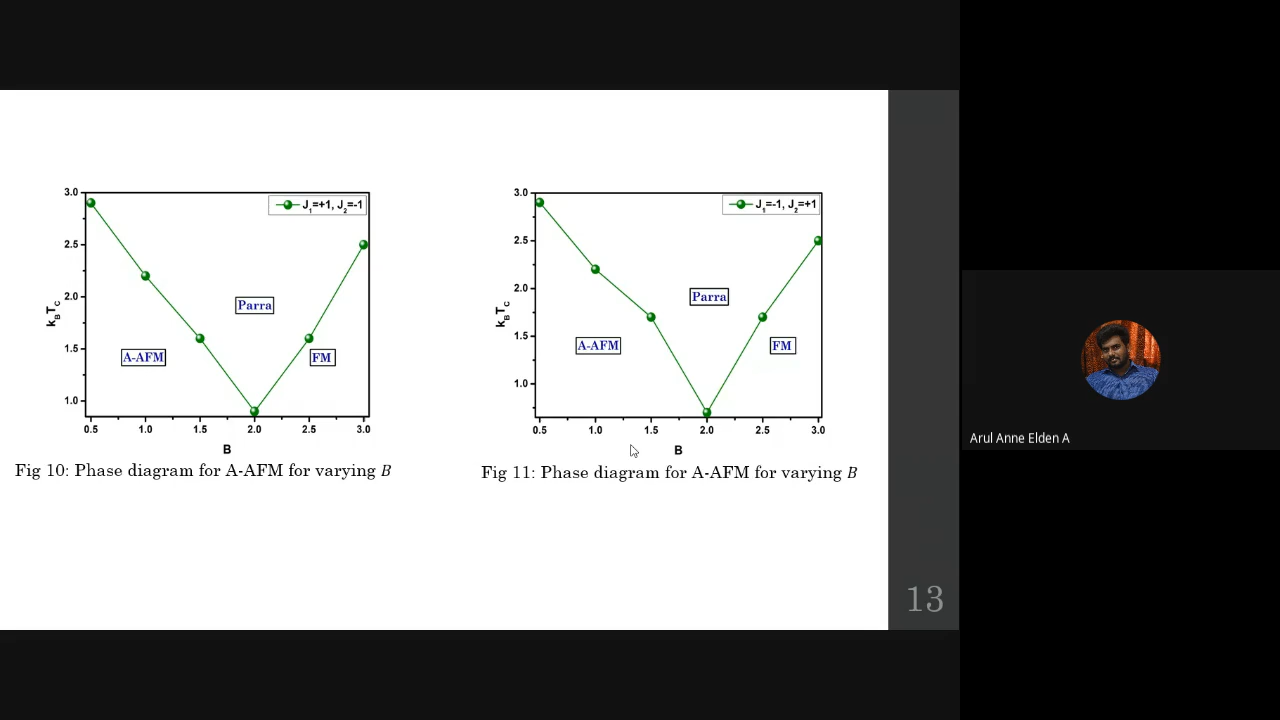 3.0
2.5
2.0
1.5
1.0
k_B T_C
J_1=+1, J_2=-1
Parra
A-AFM
FM
0.5 1.0 1.5 2.0 2.5 3.0
B
Fig 10: Phase diagram for A-AFM for varying B
3.0
2.5
2.0
1.5
1.0
k_B T_C
J_1=-1, J_2=+1
Parra
A-AFM
FM
0.5 1.0 1.5 2.0 2.5 3.0
B
Fig 11: Phase diagram for A-AFM for varying B
13
Arul Anne Elden A